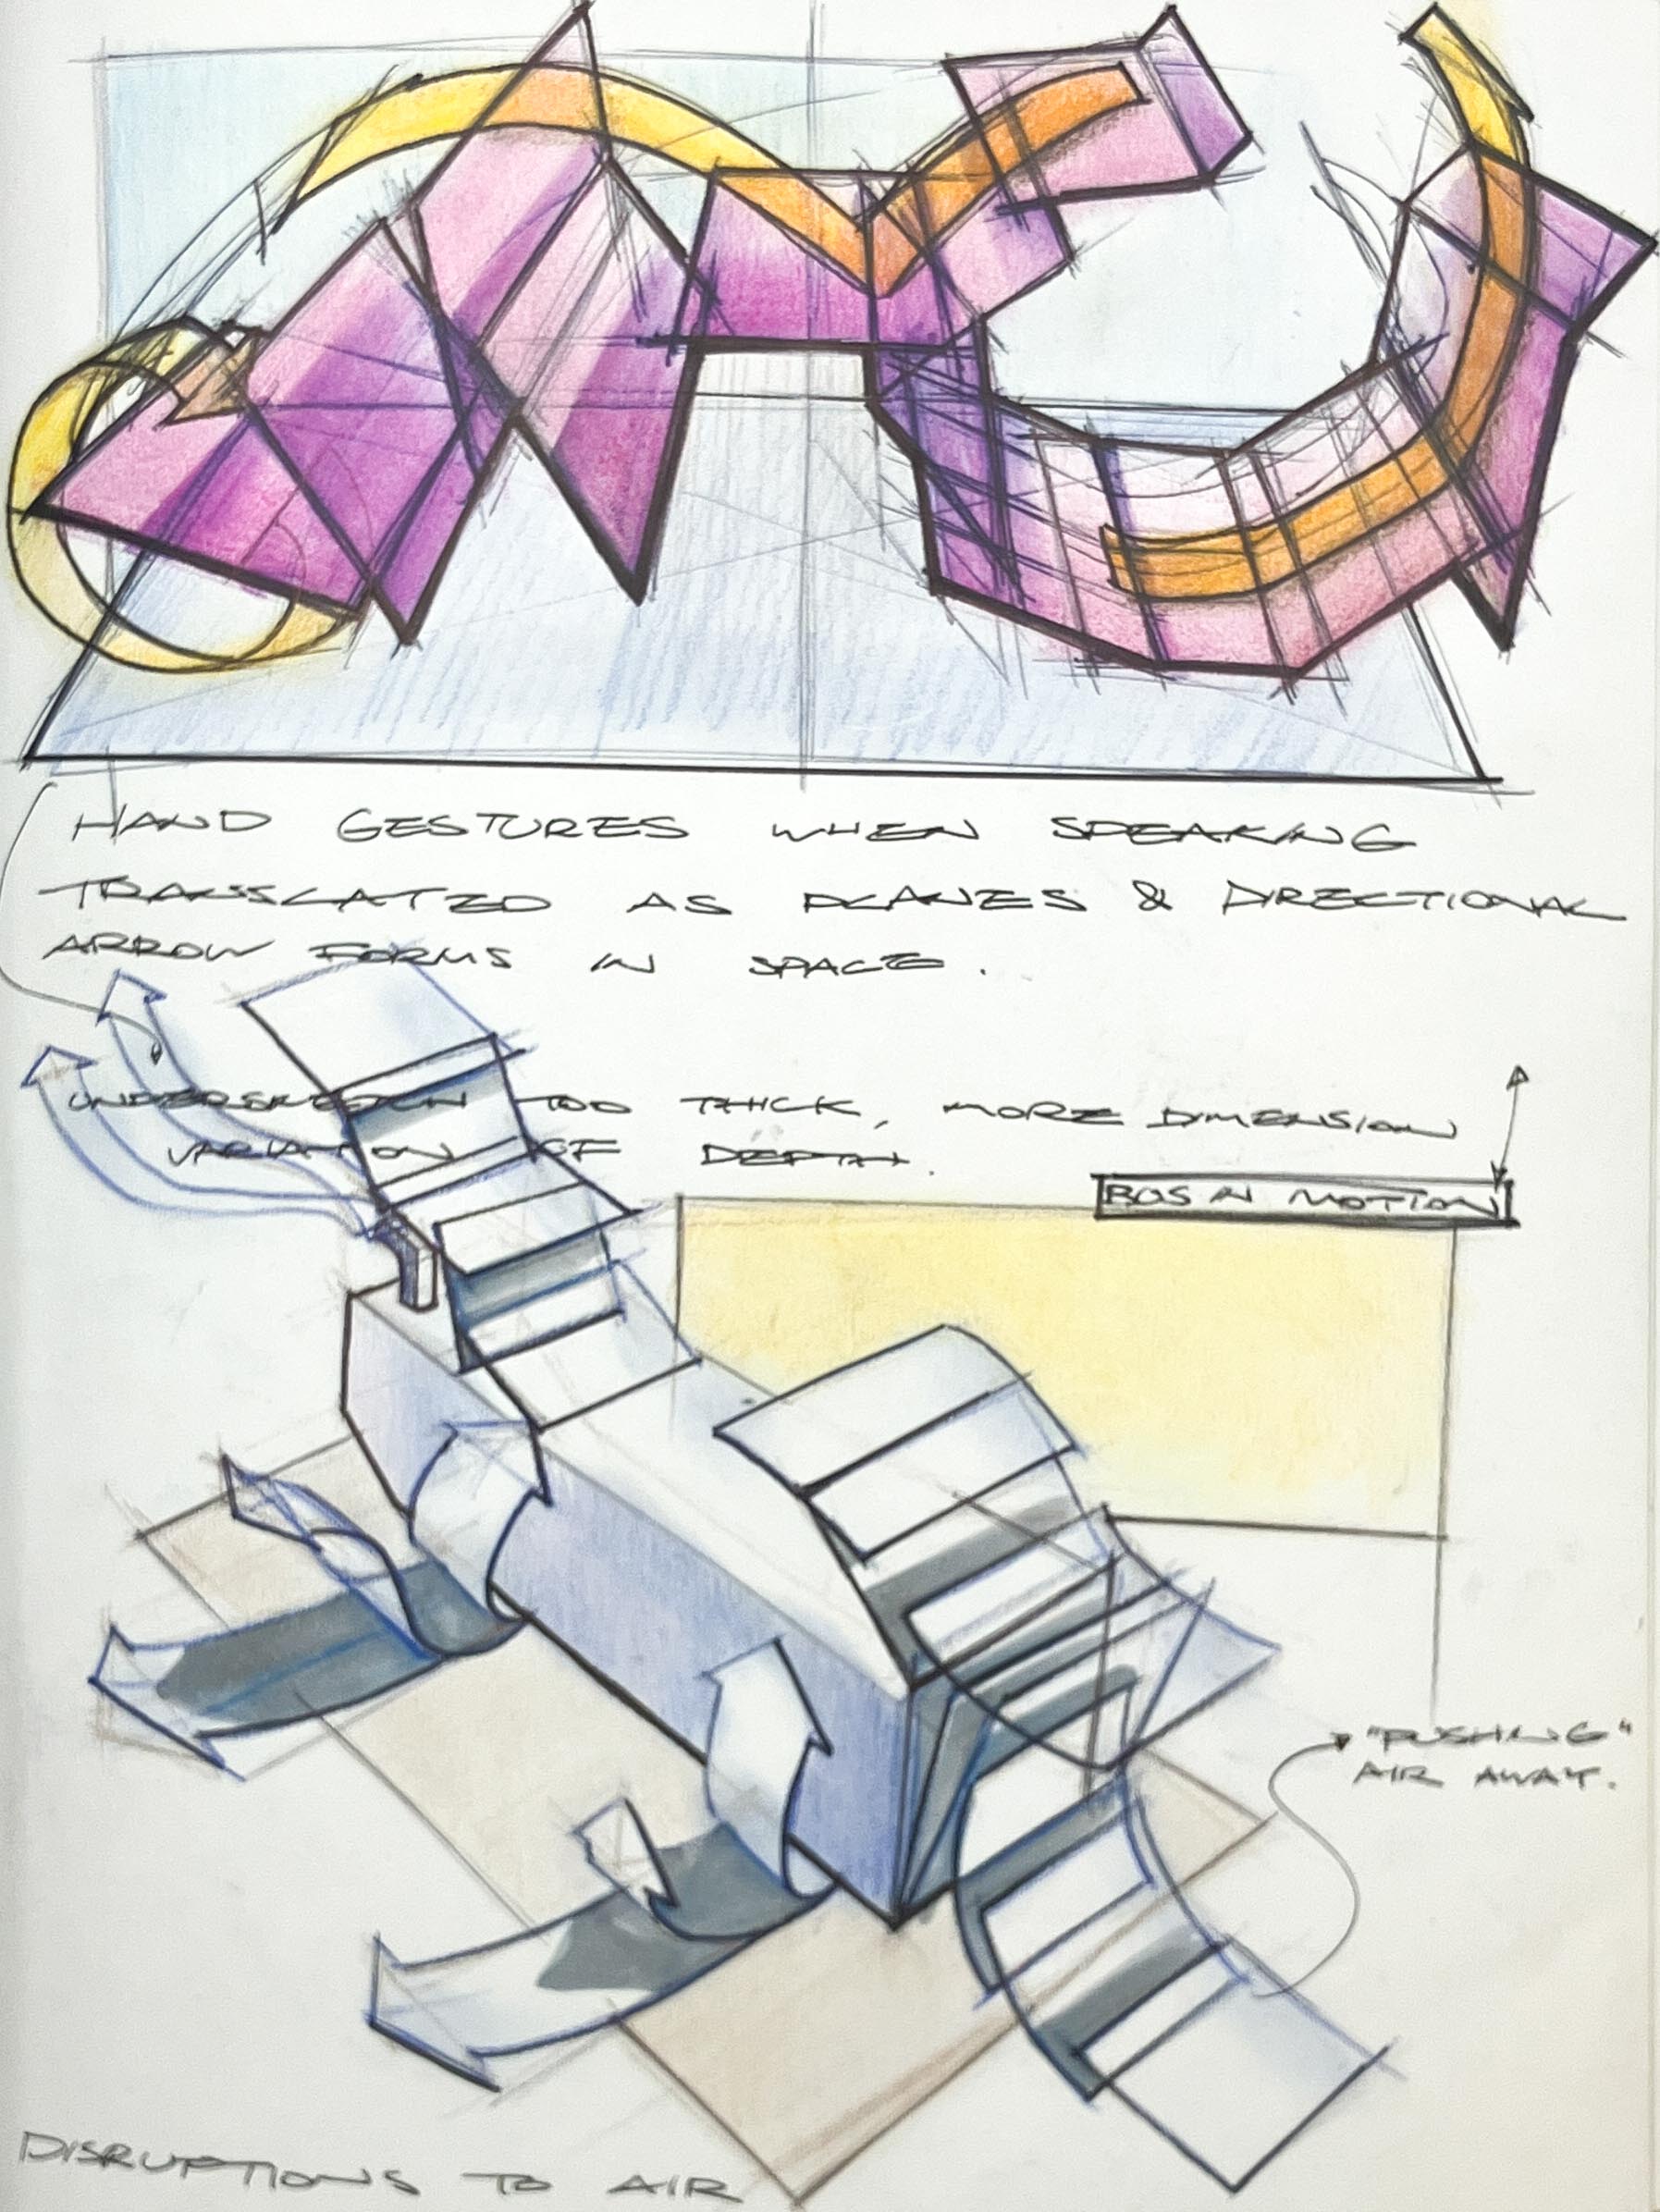 HAND GESTURES WHEN SPEAKING
TRANSLATED AS PLANES & DIRECTIONAL
ARROW FORMS IN SPACE.
UNDERSKETCH TOO THICK, MORE DIMENSION
VARIATION OF DEPTH.
BUS IN MOTION
"PUSHING"
AIR AWAY.
DISRUPTIONS TO AIR